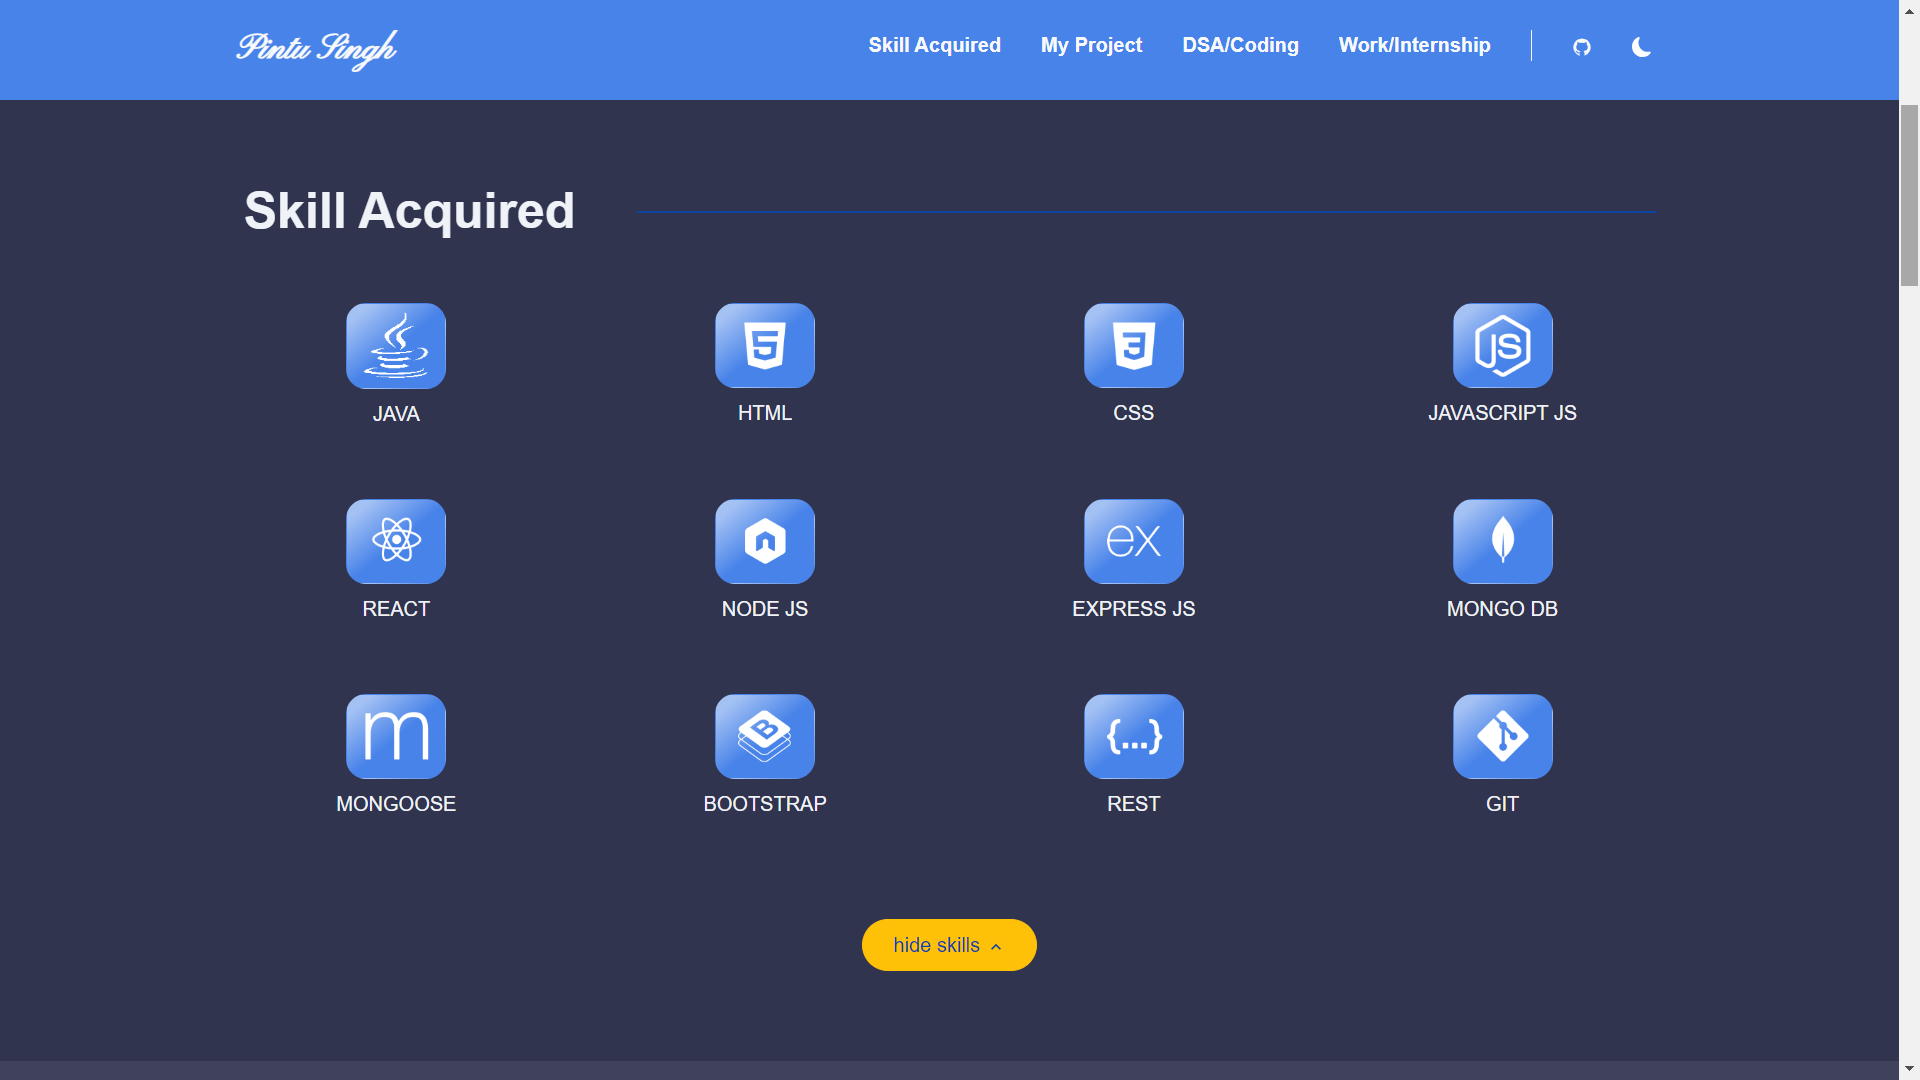 Pintu Singh
Skill Acquired My Project DSA/Coding Work/Internship
Skill Acquired
JAVA HTML CSS JAVASCRIPT JS
REACT NODE JS EXPRESS JS MONGO DB
MONGOOSE BOOTSTRAP REST GIT
hide skills